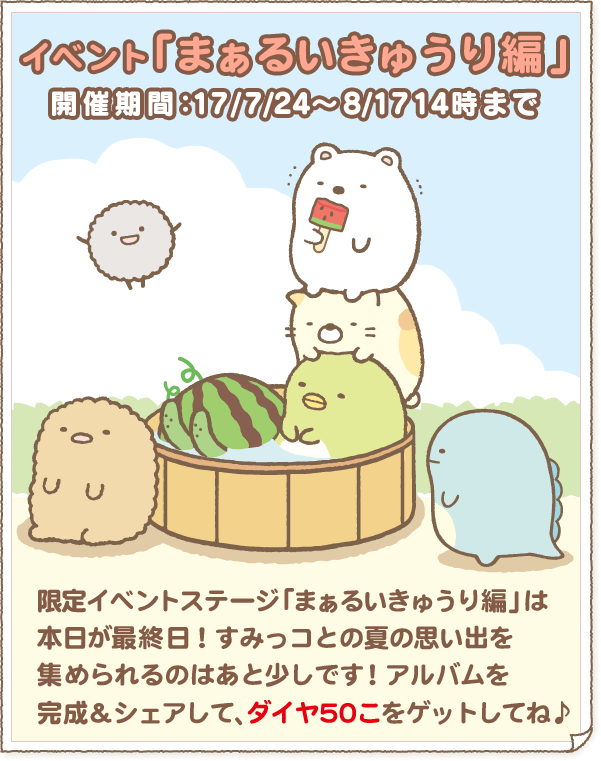 イベント「まぁるいきゅうり編」
開催期間:17/7/24〜8/17 14時まで
限定イベントステージ「まぁるいきゅうり編」は
本日が最終日!すみっコとの夏の思い出を
集められるのはあと少しです!アルバムを
完成&シェアして、ダイヤ50こをゲットしてね♪